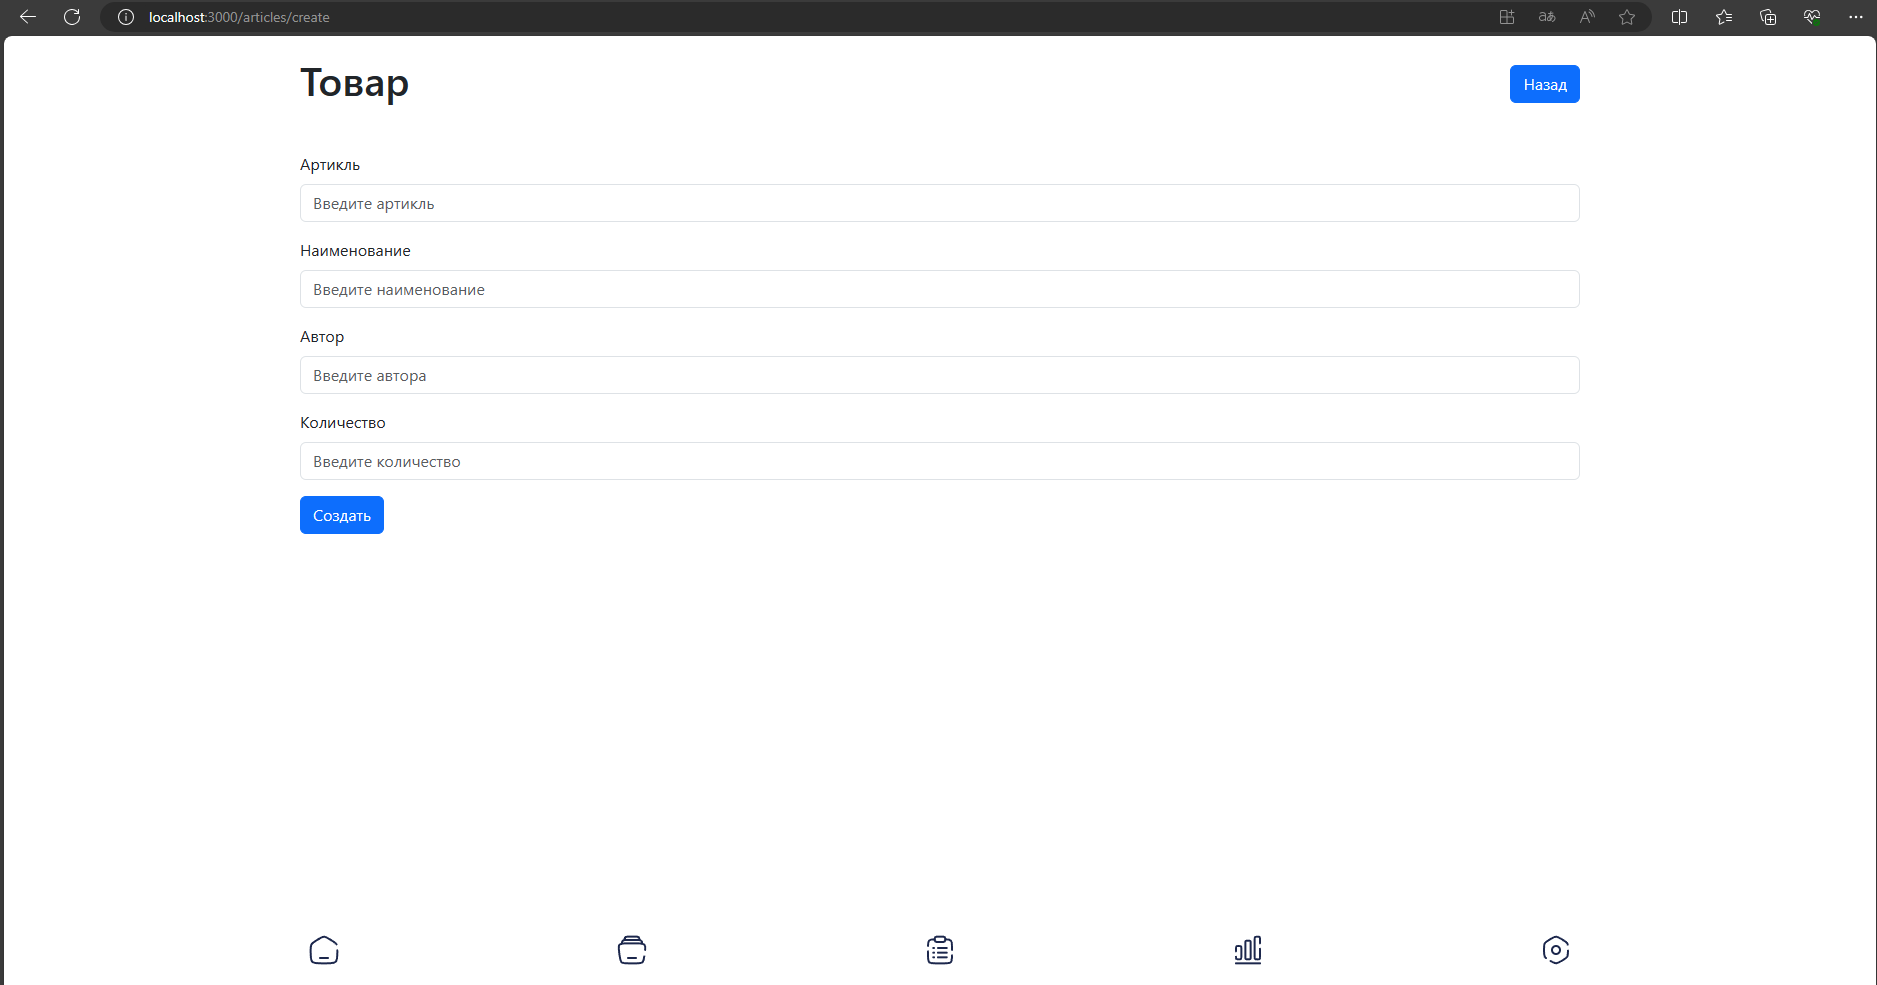 localhost:3000/articles/create
Товар
Назад
Артикль
Введите артикль
Наименование
Введите наименование
Автор
Введите автора
Количество
Введите количество
Создать